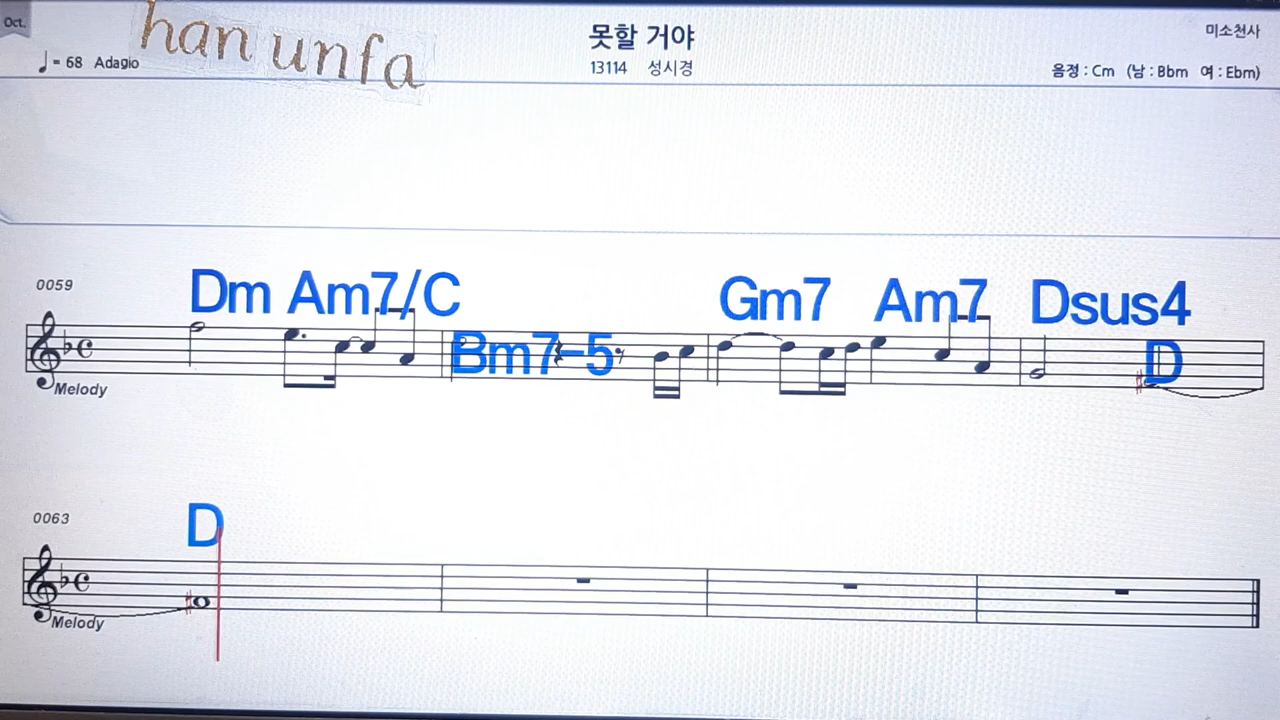 Oct.
han unfa
못할 거야
미소천사
♩= 68 Adagio
13114 성시경
음정 : Cm (남 : Bbm 여 : Ebm)
0059
Dm Am7/C Bm7-5 Gm7 Am7 Dsus4 D
Melody
0063
D
Melody